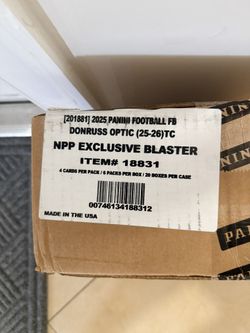 [201881] 2025 PANINI FOOTBALL FB
DONRUSS OPTIC (25-26)TC
NPP EXCLUSIVE BLASTER
ITEM# 18831
4 CARDS PER PACK / 6 PACKS PER BOX / 20 BOXES PER CASE
00746134188312
MADE IN THE USA